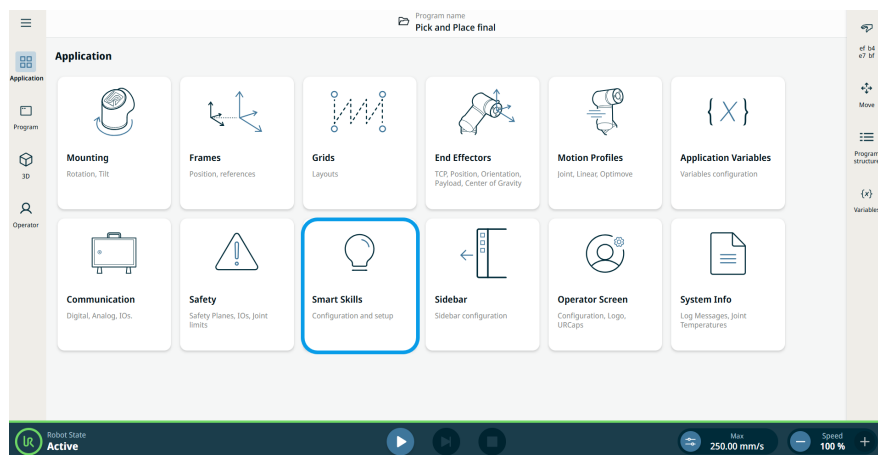 Program name
Pick and Place final
Application
Program
3D
Operator
Application
Mounting
Rotation, Tilt
Frames
Position, references
Grids
Layouts
End Effectors
TCP, Position, Orientation,
Payload, Center of Gravity
Motion Profiles
Joint, Linear, Optimove
Application Variables
Variables configuration
Communication
Digital, Analog, IOs.
Safety
Safety Planes, IOs, Joint
limits
Smart Skills
Configuration and setup
Sidebar
Sidebar configuration
Operator Screen
Configuration, Logo,
URCaps
System Info
Log Messages, Joint
Temperatures
ef b4
e7 bf
Move
Program
structure
{x}
Variables
UR
Robot State
Active
Max
250.00 mm/s
Speed
100 %